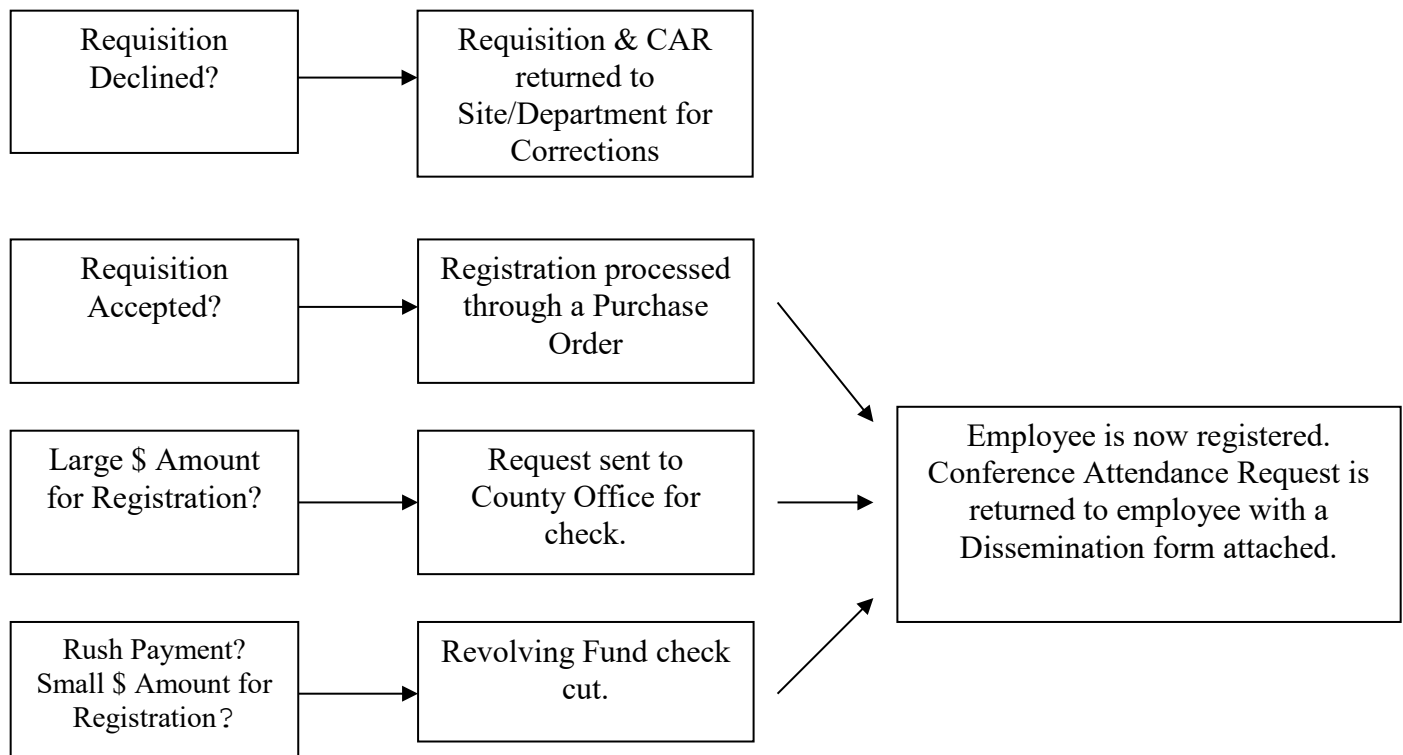 Requisition
Declined?
Requisition & CAR
returned to
Site/Department for
Corrections
Requisition
Accepted?
Registration processed
through a Purchase
Order
Large $ Amount
for Registration?
Request sent to
County Office for
check.
Rush Payment?
Small $ Amount for
Registration?
Revolving Fund check
cut.
Employee is now registered.
Conference Attendance Request is
returned to employee with a
Dissemination form attached.